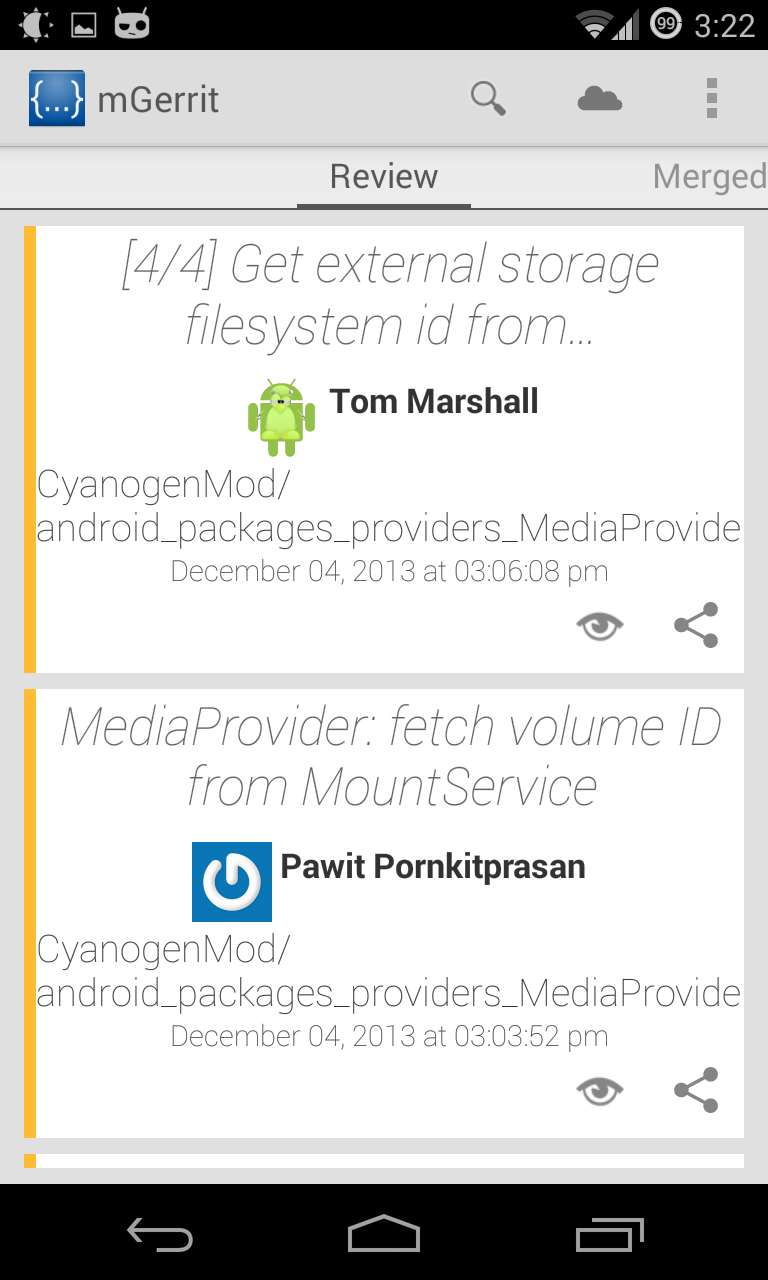 99
3:22
{...} mGerrit
Review
Merged
[4/4] Get external storage
filesystem id from…
Tom Marshall
CyanogenMod/
android_packages_providers_MediaProvide
December 04, 2013 at 03:06:08 pm
MediaProvider: fetch volume ID
from MountService
Pawit Pornkitprasan
CyanogenMod/
android_packages_providers_MediaProvide
December 04, 2013 at 03:03:52 pm